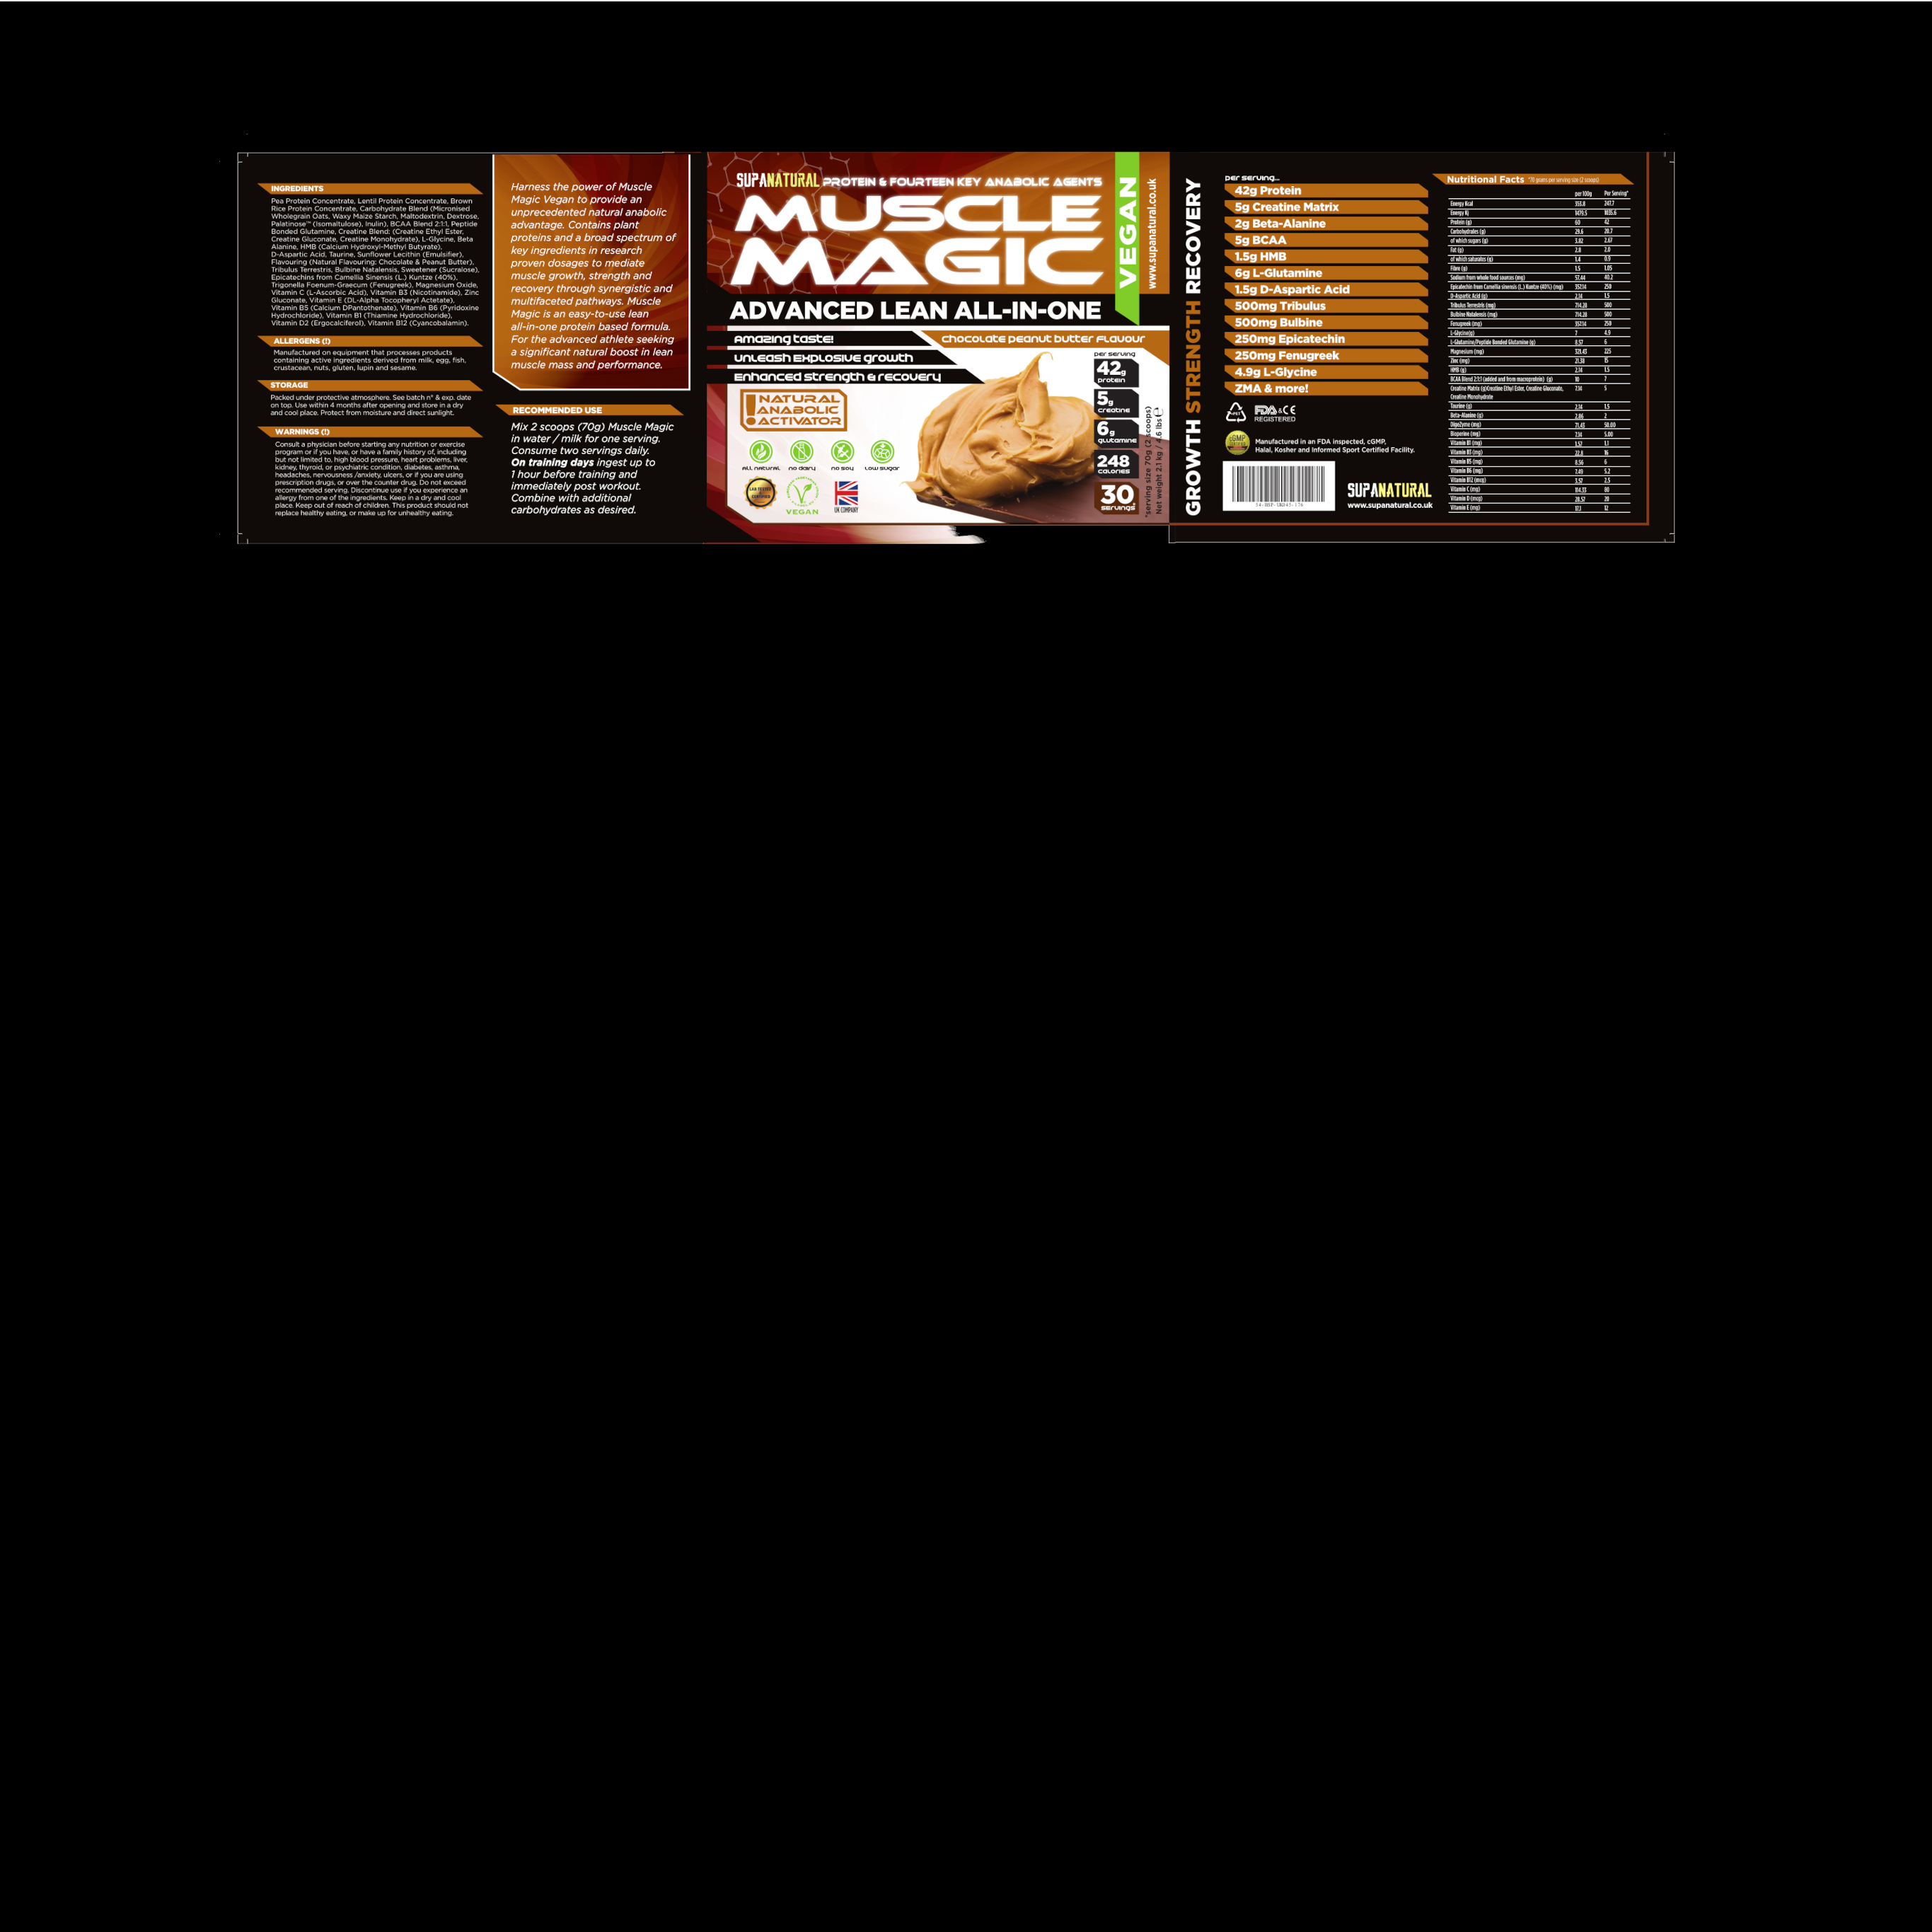 INGREDIENTS
Pea Protein Concentrate, Lentil Protein Concentrate, Brown
Rice Protein Concentrate, Carbohydrate Blend (Micronised
Wholegrain Oats, Waxy Maize Starch, Maltodextrin, Dextrose,
Palatinose™ (Isomaltulose), Inulin), BCAA Blend 2:1:1, Peptide
Bonded Glutamine, Creatine Blend: (Creatine Ethyl Ester,
Creatine Gluconate, Creatine Monohydrate), L-Glycine, Beta
Alanine, HMB (Calcium Hydroxyl-Methyl Butyrate),
D-Aspartic Acid, Taurine, Sunflower Lecithin (Emulsifier),
Flavouring (Natural Flavouring: Chocolate & Peanut Butter),
Tribulus Terrestris, Bulbine Natalensis, Sweetener (Sucralose),
Epicatechins from Camellia Sinensis (L.) Kuntze (40%),
Trigonella Foenum-Graecum (Fenugreek), Magnesium Oxide,
Vitamin C (L-Ascorbic Acid), Vitamin B3 (Nicotinamide), Zinc
Gluconate, Vitamin E (DL-Alpha Tocopheryl Actetate),
Vitamin B5 (Calcium DPantothenate), Vitamin B6 (Pyridoxine
Hydrochloride), Vitamin B1 (Thiamine Hydrochloride),
Vitamin D2 (Ergocalciferol), Vitamin B12 (Cyancobalamin).
ALLERGENS (!)
Manufactured on equipment that processes products
containing active ingredients derived from milk, egg, fish,
crustacean, nuts, gluten, lupin and sesame.
STORAGE
Packed under protective atmosphere. See batch n° & exp. date
on top. Use within 4 months after opening and store in a dry
and cool place. Protect from moisture and direct sunlight.
WARNINGS (!)
Consult a physician before starting any nutrition or exercise
program or if you have, or have a family history of, including
but not limited to, high blood pressure, heart problems, liver,
kidney, thyroid, or psychiatric condition, diabetes, asthma,
headaches, nervousness /anxiety, ulcers, or if you are using
prescription drugs, or over the counter drug. Do not exceed
recommended serving. Discontinue use if you experience an
allergy from one of the ingredients. Keep in a dry and cool
place. Keep out of reach of children. This product should not
replace healthy eating, or make up for unhealthy eating.
Harness the power of Muscle
Magic Vegan to provide an
unprecedented natural anabolic
advantage. Contains plant
proteins and a broad spectrum of
key ingredients in research
proven dosages to mediate
muscle growth, strength and
recovery through synergistic and
multifaceted pathways. Muscle
Magic is an easy-to-use lean
all-in-one protein based formula.
For the advanced athlete seeking
a significant natural boost in lean
muscle mass and performance.
RECOMMENDED USE
Mix 2 scoops (70g) Muscle Magic
in water / milk for one serving.
Consume two servings daily.
On training days ingest up to
1 hour before training and
immediately post workout.
Combine with additional
carbohydrates as desired.
SUPANATURAL PROTEIN & FOURTEEN KEY ANABOLIC AGENTS
MUSCLE
MAGIC
VEGAN
www.supanatural.co.uk
ADVANCED LEAN ALL-IN-ONE
Amazing taste!
chocolate peanut butter flavour
unleash explosive growth
Enhanced strength & recovery
NATURAL
ANABOLIC
ACTIVATOR
all natural
no dairy
no soy
low sugar
VEGAN
UK COMPANY
per serving
42g
protein
5g
creatine
6g
glutamine
248
calories
30
servings
*serving size 70g (2 scoops)
Net weight 2.1 kg / 4.6 lbs ℮
GROWTH STRENGTH RECOVERY
per serving...
42g Protein
5g Creatine Matrix
2g Beta-Alanine
5g BCAA
1.5g HMB
6g L-Glutamine
1.5g D-Aspartic Acid
500mg Tribulus
500mg Bulbine
250mg Epicatechin
250mg Fenugreek
4.9g L-Glycine
ZMA & more!
FDA & CE
REGISTERED
cGMP
Manufactured in an FDA inspected, cGMP,
Halal, Kosher and Informed Sport Certified Facility.
SUPANATURAL
www.supanatural.co.uk
Nutritional Facts *70 grams per serving size (2 scoops)
per 100g Per Serving*
Energy Kcal 353.8 247.7
Energy Kj 1479.5 1035.6
Protein (g) 60 42
Carbohydrates (g) 29.6 20.7
of which sugars (g) 3.82 2.67
Fat (g) 2.8 2.0
of which saturates (g) 1.4 0.9
Fibre (g) 1.5 1.05
Sodium from whole food sources (mg) 57.44 40.2
Epicatechin from Camellia sinensis (L.) Kuntze (40%) (mg) 357.14 250
D-Aspartic Acid (g) 2.14 1.5
Tribulus Terrestris (mg) 714.28 500
Bulbine Natalensis (mg) 714.28 500
Fenugreek (mg) 357.14 250
L-Glycine(g) 7 4.9
L-Glutamine/Peptide Bonded Glutamine (g) 8.57 6
Magnesium (mg) 321.43 225
Zinc (mg) 21.38 15
HMB (g) 2.14 1.5
BCAA Blend 2:1:1 (added and from macroprotein) (g) 10 7
Creatine Matrix (g)Creatine Ethyl Ester, Creatine Gluconate, 7.14 5
Creatine Monohydrate
Taurine (g) 2.14 1.5
Beta-Alanine (g) 2.86 2
DigeZyme (mg) 71.43 50.00
Bioperine (mg) 7.14 5.00
Vitamin B1 (mg) 1.57 1.1
Vitamin B3 (mg) 22.8 16
Vitamin B5 (mg) 8.56 6
Vitamin B6 (mg) 7.49 5.2
Vitamin B12 (mcg) 3.57 2.5
Vitamin C (mg) 114.33 80
Vitamin D (mcg) 28.57 20
Vitamin E (mg) 17.1 12